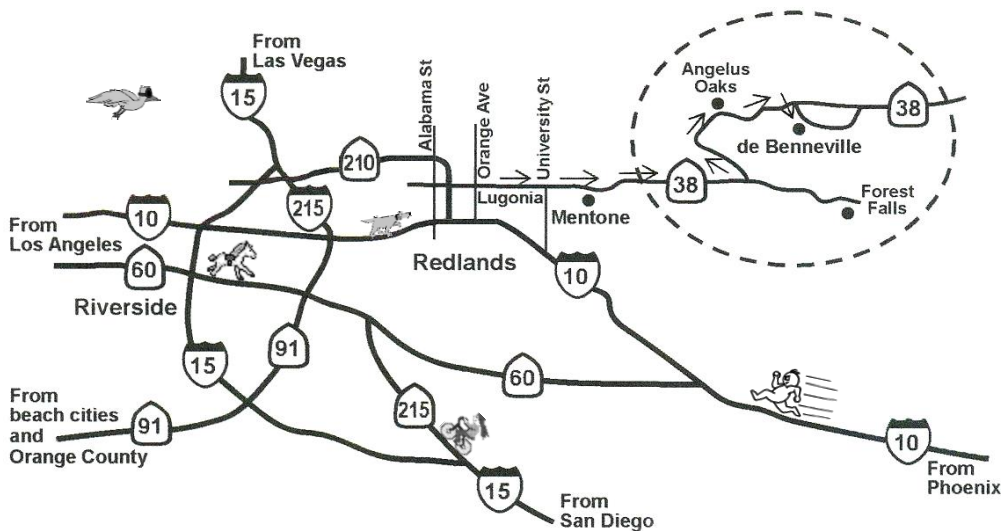 From
Las Vegas
15
Alabama St
Orange Ave
University St
Angelus
Oaks
38
de Benneville
210
Lugonia
38
Mentone
Forest
Falls
From
Los Angeles
10
215
Redlands
10
60
Riverside
15
91
60
215
From
beach cities
and
Orange County
91
10
From
Phoenix
15
From
San Diego